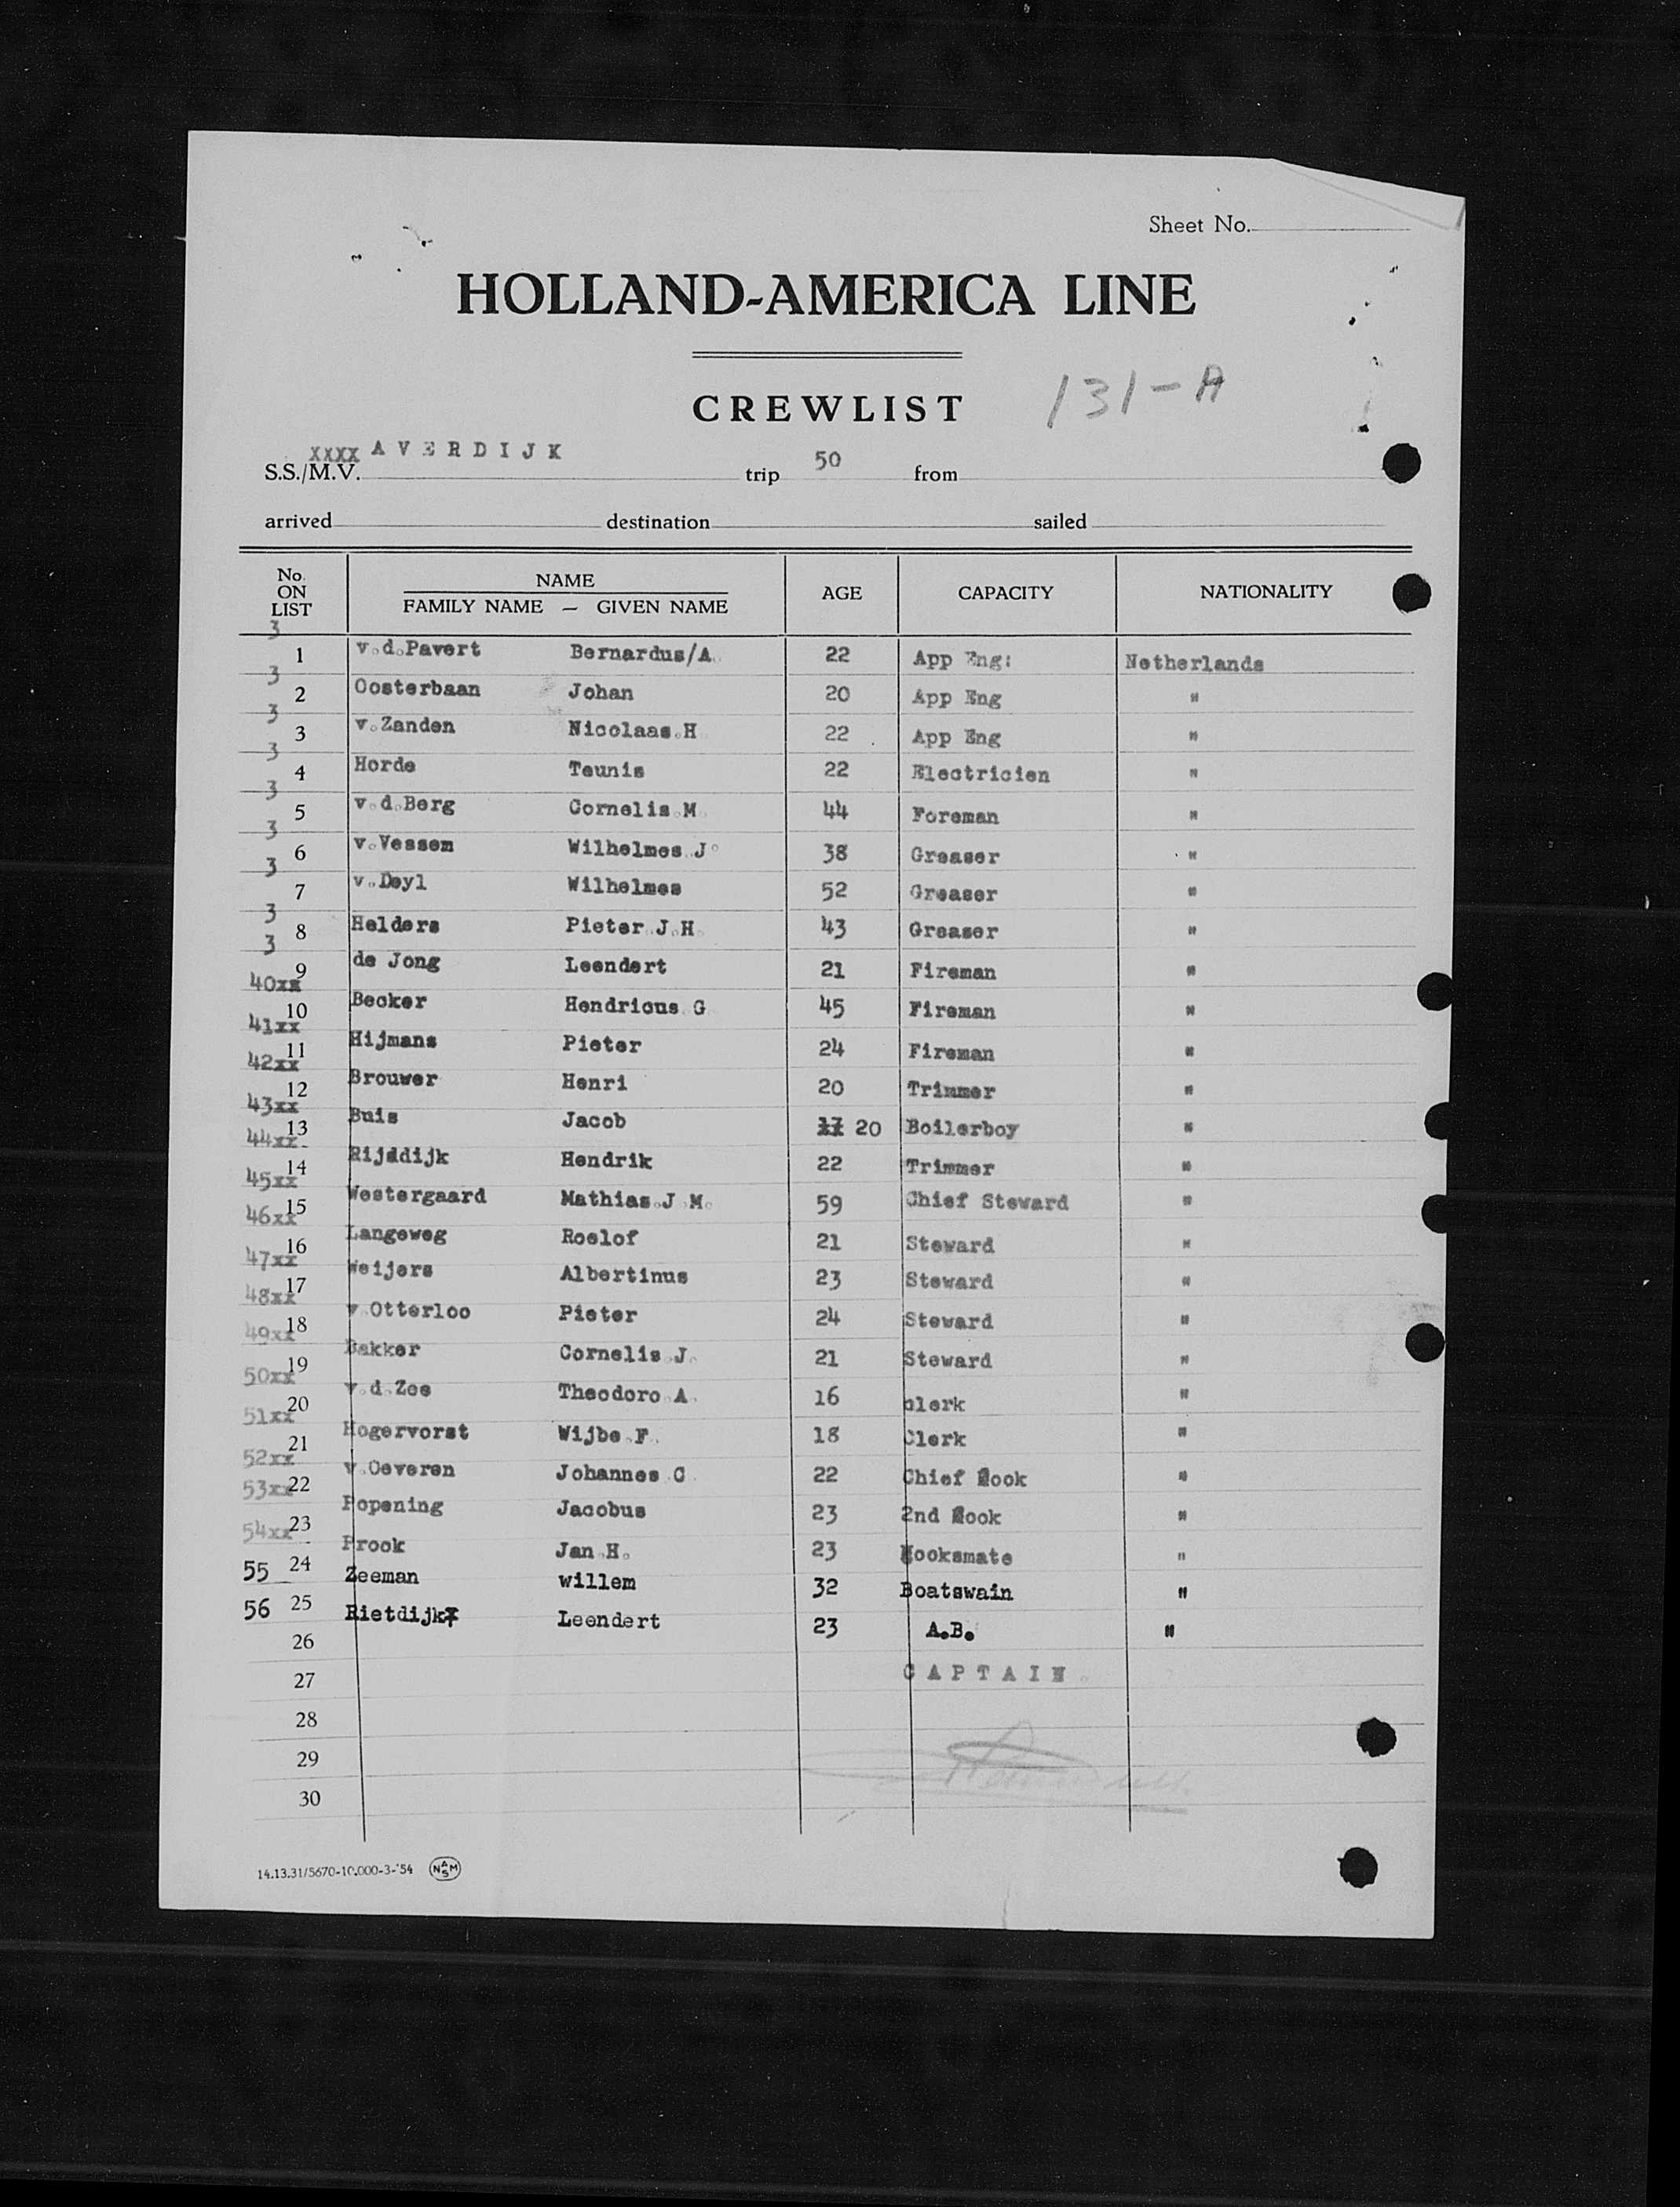 Sheet No.
HOLLAND-AMERICA LINE
CREWLIST 131-A
xxxx AVERDIJK 50
S.S./M.V. trip from
arrived destination sailed
No. ON LIST NAME FAMILY NAME — GIVEN NAME AGE CAPACITY NATIONALITY
3 1 v.d.Pavert Bernardus/A. 22 App Eng: Netherlands
3 2 Oosterbaan Johan 20 App Eng "
3 3 v.Zanden Nicolaas.H 22 App Eng "
3 4 Horde Teunis 22 Electricien "
3 5 v.d.Berg Cornelis.M. 44 Foreman "
3 6 v.Vessem Wilhelmes.J. 38 Greaser "
3 7 v.Deyl Wilhelmes 52 Greaser "
3 8 Helders Pieter.J.H. 43 Greaser "
3 9 de Jong Leendert 21 Fireman "
40xx 10 Becker Hendricus.G 45 Fireman "
41xx 11 Hijmans Pieter 24 Fireman "
42xx 12 Brouwer Henri 20 Trimmer "
43xx 13 Buis Jacob 20 Boilerboy "
44xx 14 Rijddijk Hendrik 22 Trimmer "
45xx 15 Westergaard Mathias.J.M. 59 Chief Steward "
46xx 16 Langeweg Roelof 21 Steward "
47xx 17 Weijers Albertinus 23 Steward "
48xx 18 v.Otterloo Pieter 24 Steward "
49xx 19 Bakker Cornelis.J. 21 Steward "
50xx 20 v.d.Zee Theodoro.A. 16 clerk "
51xx 21 Hogervorst Wijbe.F. 18 Clerk "
52xx 22 v.Oeveren Johannes.C. 22 Chief Cook "
53xx 23 Popening Jacobus 23 2nd Cook "
54xx 24 Prook Jan.H. 23 Kooksmate "
55 25 Zeeman willem 32 Boatswain "
56 26 Rietdijk Leendert 23 A.B. "
27 CAPTAIN.
28
29
30
14.13.31/5670-10.000-3-'54 NASM